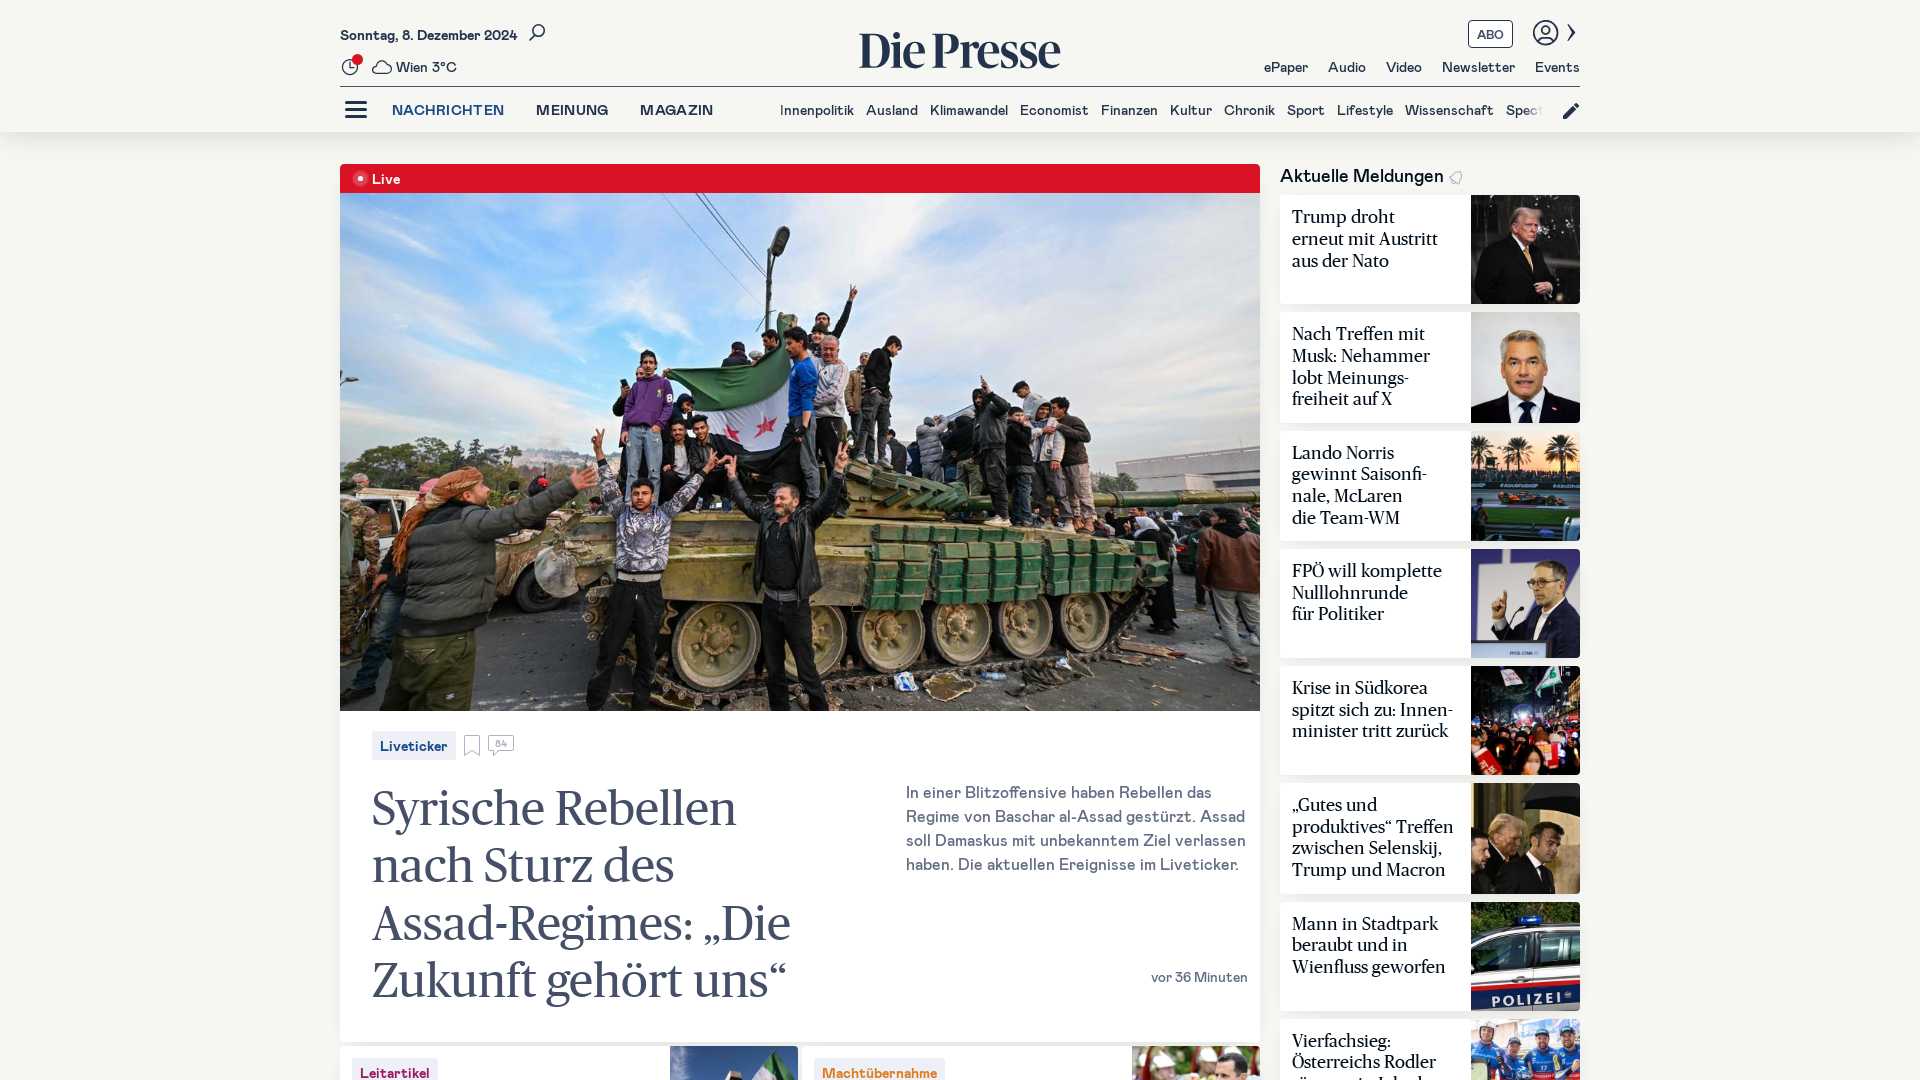 Sonntag, 8. Dezember 2024
Wien 3°C
Die Presse
ABO
ePaper Audio Video Newsletter Events
NACHRICHTEN MEINUNG MAGAZIN
Innenpolitik Ausland Klimawandel Economist Finanzen Kultur Chronik Sport Lifestyle Wissenschaft Spect
Live
Liveticker
84
Syrische Rebellen
nach Sturz des
Assad-Regimes: „Die
Zukunft gehört uns“
In einer Blitzoffensive haben Rebellen das
Regime von Baschar al-Assad gestürzt. Assad
soll Damaskus mit unbekanntem Ziel verlassen
haben. Die aktuellen Ereignisse im Liveticker.
vor 36 Minuten
Leitartikel
Machtübernahme
Aktuelle Meldungen
Trump droht
erneut mit Austritt
aus der Nato
Nach Treffen mit
Musk: Nehammer
lobt Meinungs-
freiheit auf X
Lando Norris
gewinnt Saisonfi-
nale, McLaren
die Team-WM
FPÖ will komplette
Nulllohnrunde
für Politiker
Krise in Südkorea
spitzt sich zu: Innen-
minister tritt zurück
„Gutes und
produktives“ Treffen
zwischen Selenskij,
Trump und Macron
Mann in Stadtpark
beraubt und in
Wienfluss geworfen
POLIZEI
Vierfachsieg:
Österreichs Rodler